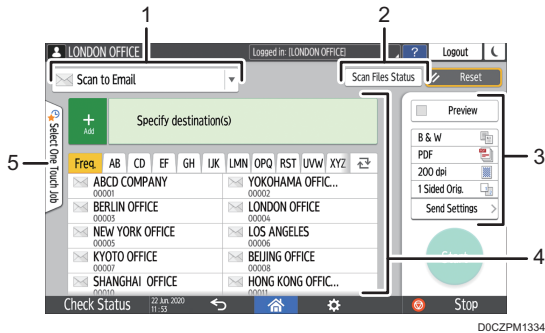 1
2
LONDON OFFICE
Logged in: [LONDON OFFICE]
?
Logout
Scan to Email
Scan Files Status
Reset
Select One Touch Job
+
Add
Specify destination(s)
Preview
Freq. AB CD EF GH IJK LMN OPQ RST UVW XYZ
B & W
PDF
200 dpi
1 Sided Orig.
Send Settings
ABCD COMPANY
00001
YOKOHAMA OFFIC...
00002
BERLIN OFFICE
00003
LONDON OFFICE
00004
NEW YORK OFFICE
00005
LOS ANGELES
00006
KYOTO OFFICE
00007
BEIJING OFFICE
00008
SHANGHAI OFFICE
00010
HONG KONG OFFIC...
00011
3
4
5
Check Status
22 Jun. 2020
11:53
Stop
D0CZPM1334